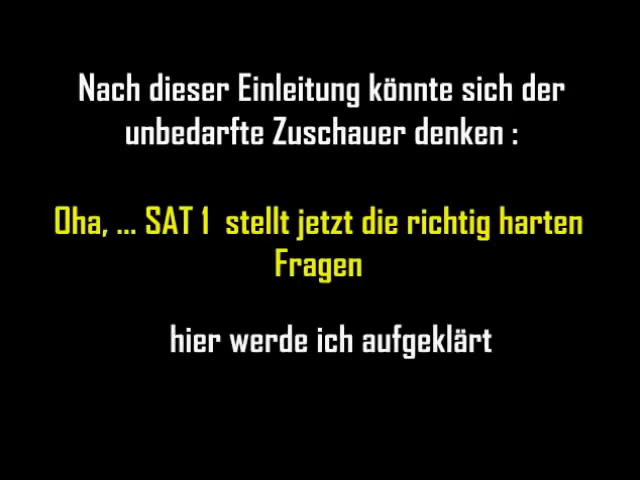 Nach dieser Einleitung könnte sich der
unbedarfte Zuschauer denken :
Oha, ... SAT 1 stellt jetzt die richtig harten
Fragen
hier werde ich aufgeklärt